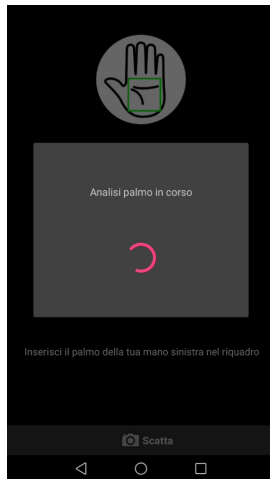 Analisi palmo in corso
Inserisci il palmo della tua mano sinistra nel riquadro
Scatta